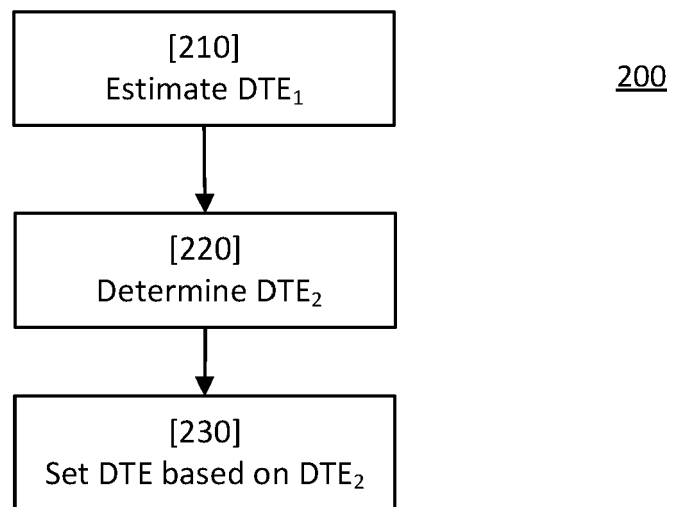 [210]
Estimate DTE₁
200
[220]
Determine DTE₂
[230]
Set DTE based on DTE₂